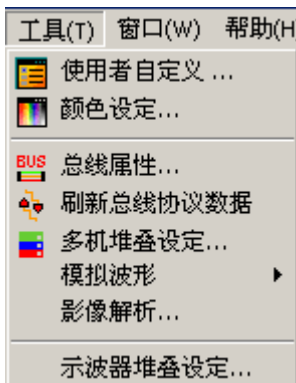 工具(T) 窗口(W) 帮助(H
使用者自定义 ...
颜色设定...
BUS 总线属性...
刷新总线协议数据
多机堆叠设定...
模拟波形
影像解析...
示波器堆叠设定...